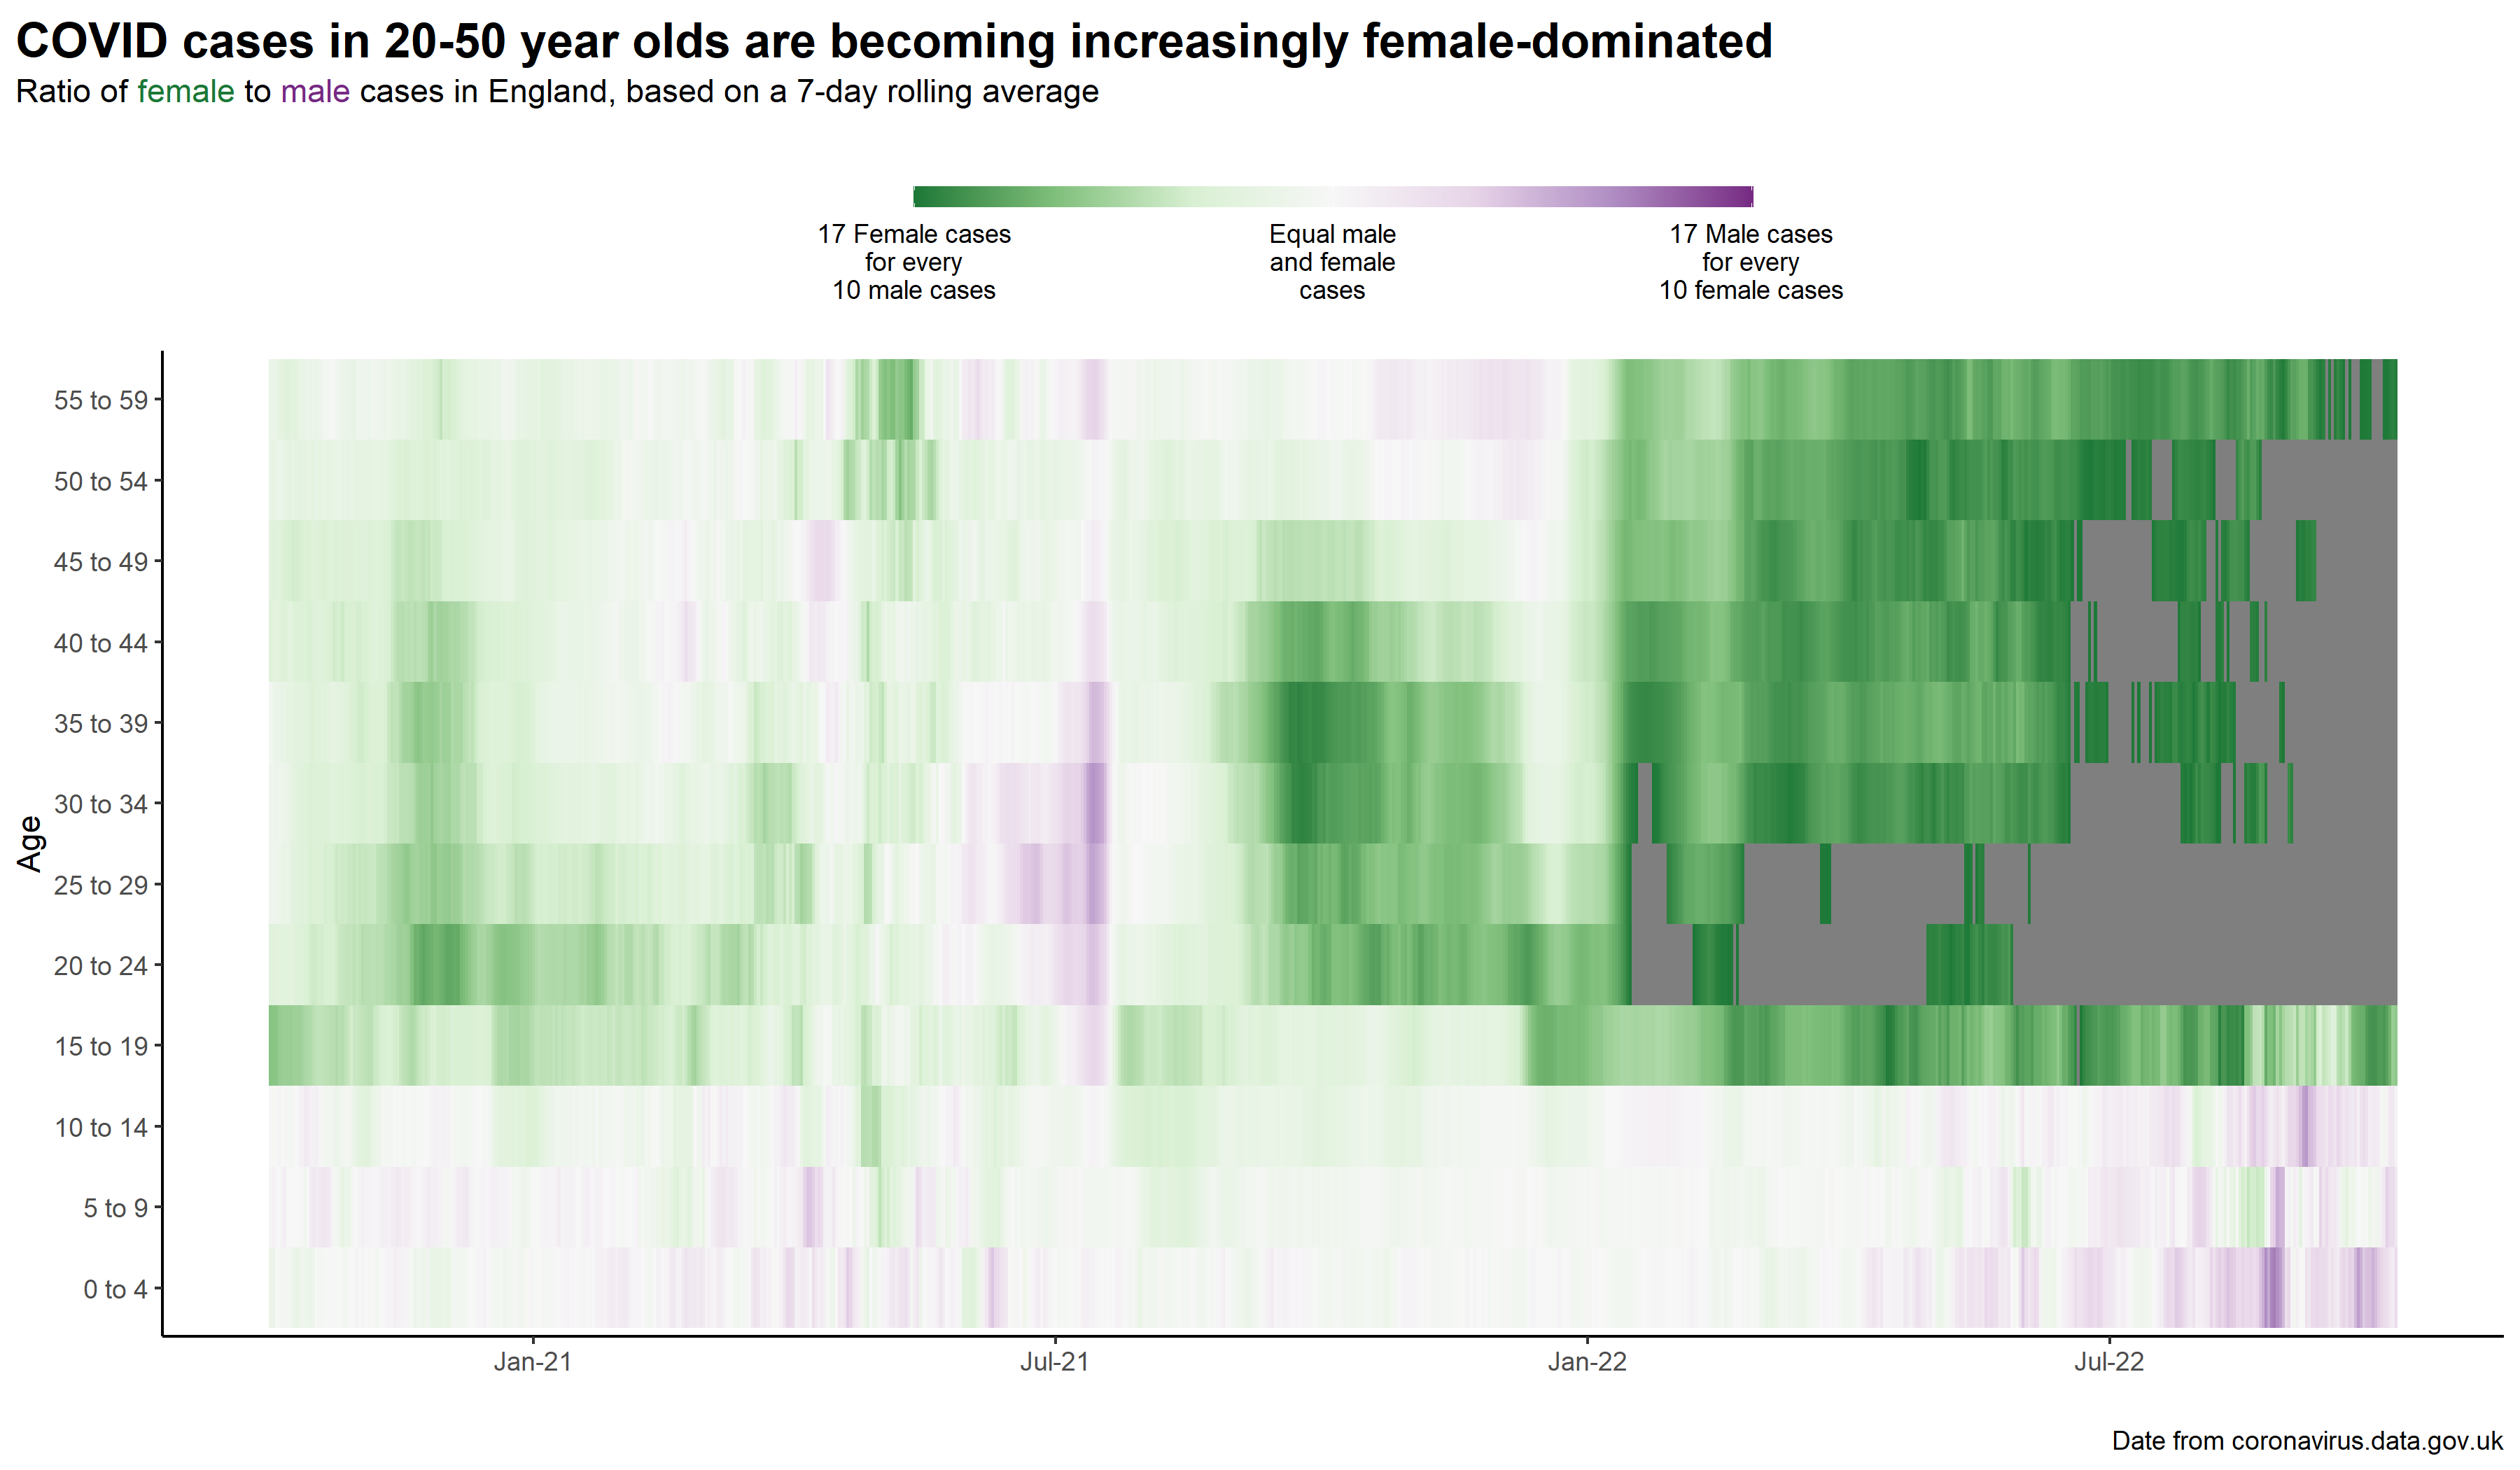 COVID cases in 20-50 year olds are becoming increasingly female-dominated
Ratio of female to male cases in England, based on a 7-day rolling average
17 Female cases
for every
10 male cases
Equal male
and female
cases
17 Male cases
for every
10 female cases
Age
55 to 59
50 to 54
45 to 49
40 to 44
35 to 39
30 to 34
25 to 29
20 to 24
15 to 19
10 to 14
5 to 9
0 to 4
Jan-21
Jul-21
Jan-22
Jul-22
Date from coronavirus.data.gov.uk